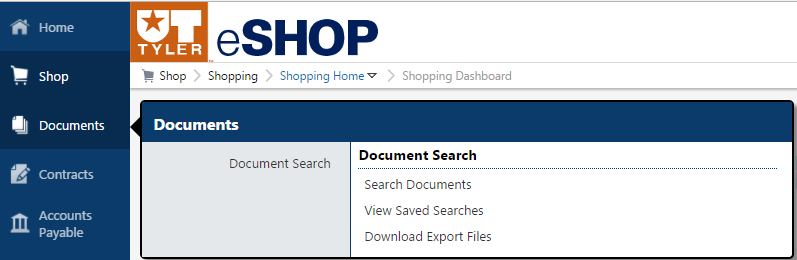 Home
Shop
Documents
Contracts
Accounts
Payable
UT
TYLER
™
eSHOP
Shop Shopping Shopping Home Shopping Dashboard
Documents
Document Search
Document Search
Search Documents
View Saved Searches
Download Export Files